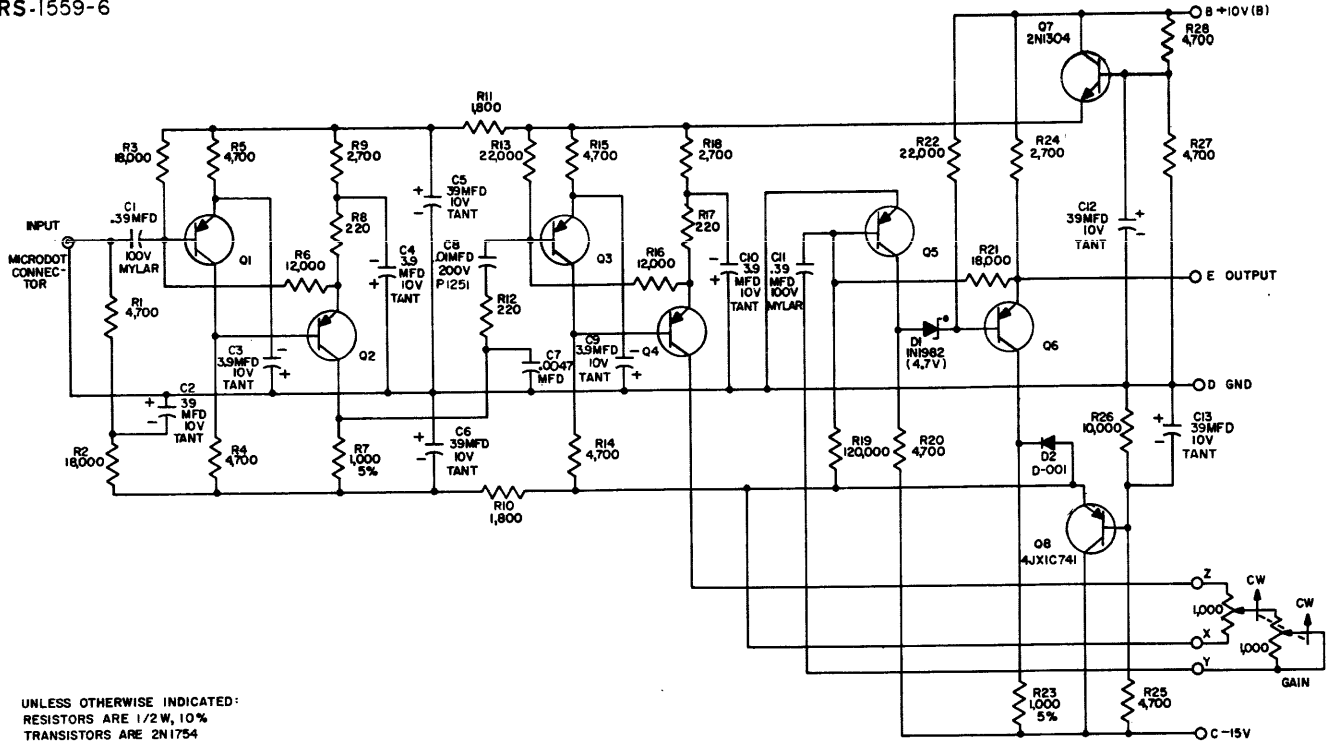 RS-1559-6
B +10V(B)
Q7
2N1304
R28
4,700
R11
1,800
R3
18,000
R5
4,700
R9
2,700
R13
22,000
R15
4,700
R18
2,700
R22
22,000
R24
2,700
R27
4,700
C5
39MFD
10V
TANT
C1
.39MFD
100V
MYLAR
INPUT
MICRODOT
CONNEC-
TOR
Q1
R8
220
R6
12,000
C4
3.9
MFD
10V
TANT
C8
.01MFD
200V
P1251
Q3
R17
220
R16
12,000
C10
3.9
MFD
10V
TANT
C11
.39
MFD
100V
MYLAR
Q5
R21
18,000
C12
39MFD
10V
TANT
E OUTPUT
R1
4,700
R12
220
Q2
C3
3.9MFD
10V
TANT
C7
.0047
MFD
C9
3.9MFD
10V
TANT
Q4
D1
1N1982
(4.7V)
Q6
D GND
C2
39
MFD
10V
TANT
R2
18,000
R4
4,700
R7
1,000
5%
C6
39MFD
10V
TANT
R14
4,700
R19
120,000
R20
4,700
D2
D-001
R26
10,000
C13
39MFD
10V
TANT
R10
1,800
Q8
4JX1C741
Z
CW
CW
1,000
X
1,000
Y
GAIN
R23
1,000
5%
R25
4,700
C -15V
UNLESS OTHERWISE INDICATED:
RESISTORS ARE 1/2 W, 10%
TRANSISTORS ARE 2N1754